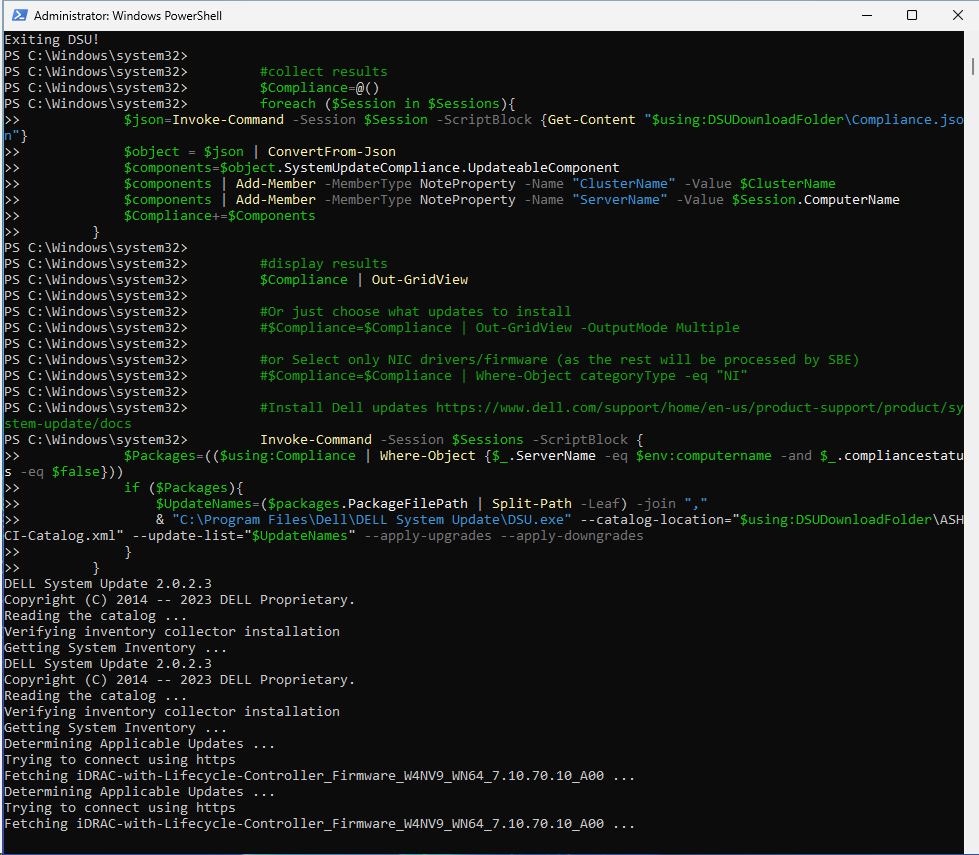 Administrator: Windows PowerShell
Exiting DSU!
PS C:\Windows\system32>
PS C:\Windows\system32>         #collect results
PS C:\Windows\system32>         $Compliance=@()
PS C:\Windows\system32>         foreach ($Session in $Sessions){
>>             $json=Invoke-Command -Session $Session -ScriptBlock {Get-Content "$using:DSUDownloadFolder\Compliance.jso
n"}
>>             $object = $json | ConvertFrom-Json
>>             $components=$object.SystemUpdateCompliance.UpdateableComponent
>>             $components | Add-Member -MemberType NoteProperty -Name "ClusterName" -Value $ClusterName
>>             $components | Add-Member -MemberType NoteProperty -Name "ServerName" -Value $Session.ComputerName
>>             $Compliance+=$Components
>>         }
PS C:\Windows\system32>
PS C:\Windows\system32>         #display results
PS C:\Windows\system32>         $Compliance | Out-GridView
PS C:\Windows\system32>
PS C:\Windows\system32>         #Or just choose what updates to install
PS C:\Windows\system32>         #$Compliance=$Compliance | Out-GridView -OutputMode Multiple
PS C:\Windows\system32>
PS C:\Windows\system32>         #or Select only NIC drivers/firmware (as the rest will be processed by SBE)
PS C:\Windows\system32>         #$Compliance=$Compliance | Where-Object categoryType -eq "NI"
PS C:\Windows\system32>
PS C:\Windows\system32>         #Install Dell updates https://www.dell.com/support/home/en-us/product-support/product/sy
stem-update/docs
PS C:\Windows\system32>         Invoke-Command -Session $Sessions -ScriptBlock {
>>             $Packages=(($using:Compliance | Where-Object {$_.ServerName -eq $env:computername -and $_.compliancestatu
s -eq $false}))
>>             if ($Packages){
>>                 $UpdateNames=($packages.PackageFilePath | Split-Path -Leaf) -join ","
>>                 & "C:\Program Files\Dell\DELL System Update\DSU.exe" --catalog-location="$using:DSUDownloadFolder\ASH
CI-Catalog.xml" --update-list="$UpdateNames" --apply-upgrades --apply-downgrades
>>             }
>>         }
DELL System Update 2.0.2.3
Copyright (C) 2014 -- 2023 DELL Proprietary.
Reading the catalog ...
Verifying inventory collector installation
Getting System Inventory ...
DELL System Update 2.0.2.3
Copyright (C) 2014 -- 2023 DELL Proprietary.
Reading the catalog ...
Verifying inventory collector installation
Getting System Inventory ...
Determining Applicable Updates ...
Trying to connect using https
Fetching iDRAC-with-Lifecycle-Controller_Firmware_W4NV9_WN64_7.10.70.10_A00 ...
Determining Applicable Updates ...
Trying to connect using https
Fetching iDRAC-with-Lifecycle-Controller_Firmware_W4NV9_WN64_7.10.70.10_A00 ...